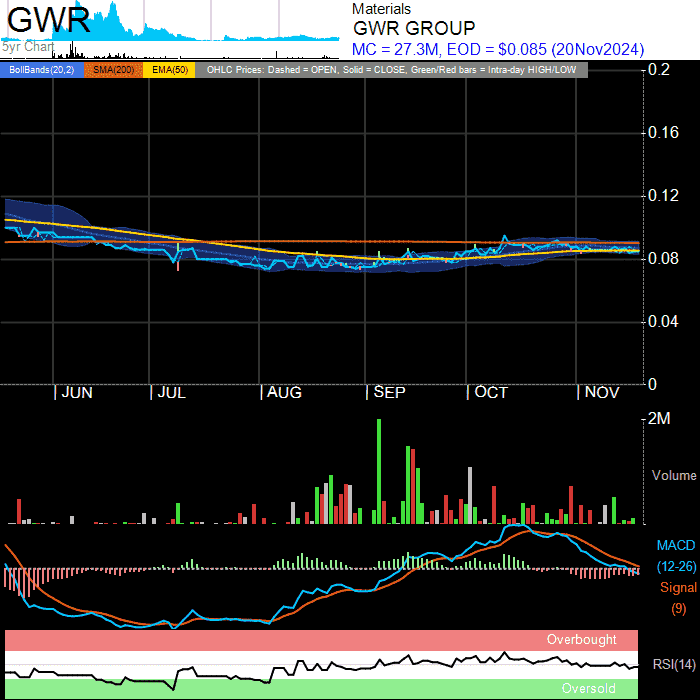 GWR
5yr Chart
Materials
GWR GROUP
MC = 27.3M, EOD = $0.085 (20Nov2024)
BollBands(20,2) SMA(200) EMA(50) OHLC Prices: Dashed = OPEN, Solid = CLOSE, Green/Red bars = Intra-day HIGH/LOW
0.2
0.16
0.12
0.08
0.04
0
| JUN | JUL | AUG | SEP | OCT | NOV
2M
Volume
MACD
(12-26)
Signal
(9)
Overbought
RSI(14)
Oversold